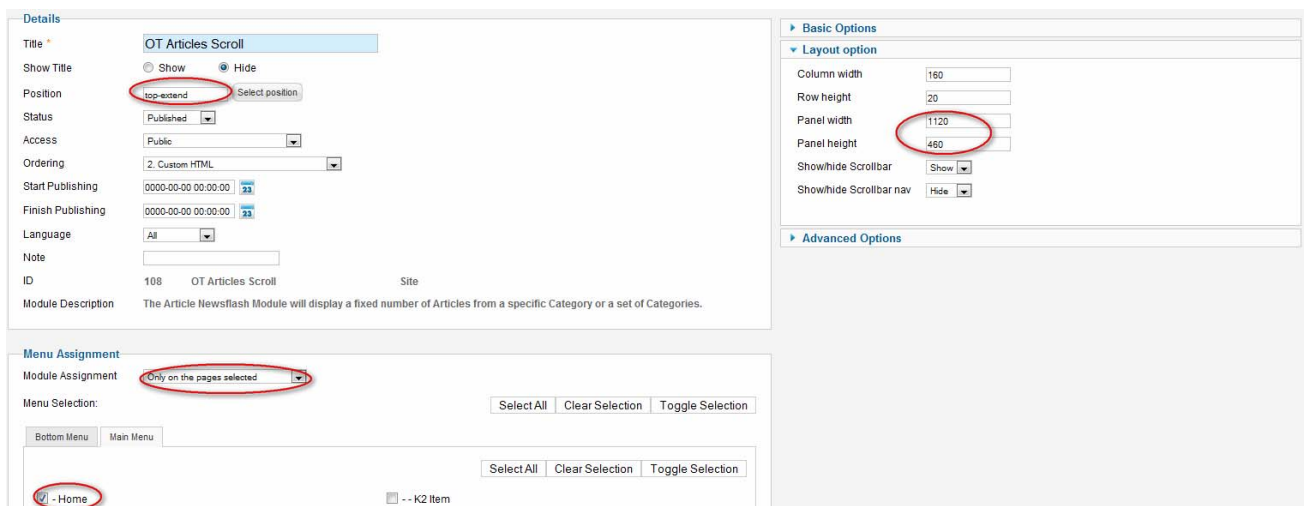 Details
Title * OT Articles Scroll
Show Title Show Hide
Position top-extend Select position
Status Published
Access Public
Ordering 2. Custom HTML
Start Publishing 0000-00-00 00:00:00 23
Finish Publishing 0000-00-00 00:00:00 23
Language All
Note
ID 108 OT Articles Scroll Site
Module Description The Article Newsflash Module will display a fixed number of Articles from a specific Category or a set of Categories.
Basic Options
Layout option
Column width 160
Row height 20
Panel width 1120
Panel height 460
Show/hide Scrollbar Show
Show/hide Scrollbar nav Hide
Advanced Options
Menu Assignment
Module Assignment Only on the pages selected
Menu Selection:
Select All Clear Selection Toggle Selection
Bottom Menu Main Menu
Select All Clear Selection Toggle Selection
- Home - - K2 Item